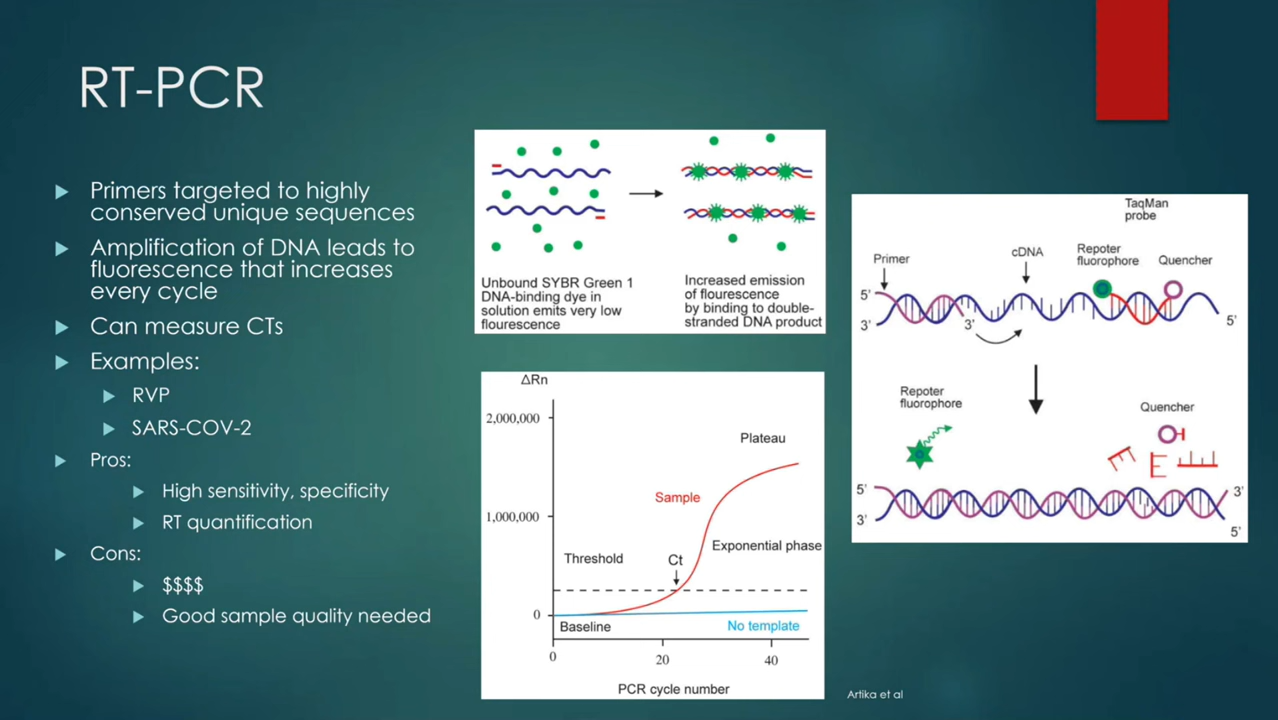 RT-PCR
Primers targeted to highly
conserved unique sequences
Amplification of DNA leads to
fluorescence that increases
every cycle
Can measure CTs
Examples:
RVP
SARS-COV-2
Pros:
High sensitivity, specificity
RT quantification
Cons:
$$$$
Good sample quality needed
Unbound SYBR Green 1
DNA-binding dye in
solution emits very low
flourescence
Increased emission
of flourescence
by binding to double-
stranded DNA product
ΔRn
2,000,000
1,000,000
0
Plateau
Sample
Exponential phase
Threshold
Ct
Baseline
No template
0
20
40
PCR cycle number
TaqMan
probe
Primer
cDNA
Repoter
fluorophore
Quencher
5'
3'
3'
5'
Repoter
fluorophore
Quencher
5'
3'
3'
5'
Artika et al